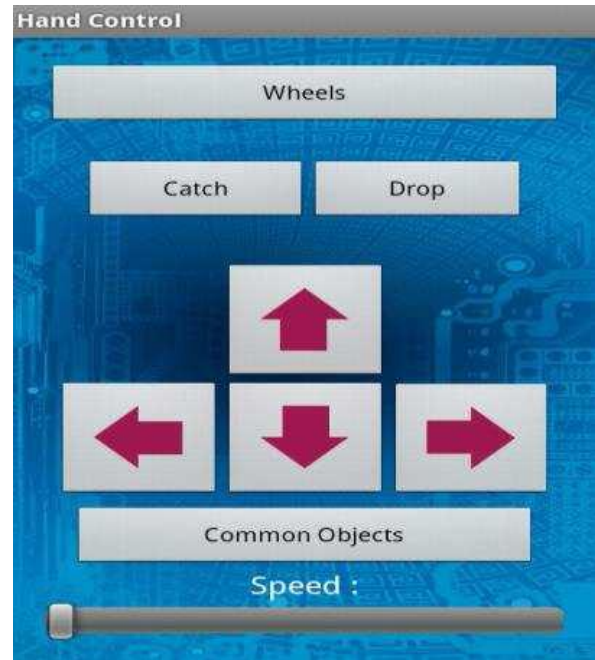 Hand Control
Wheels
Catch Drop
Common Objects
Speed :